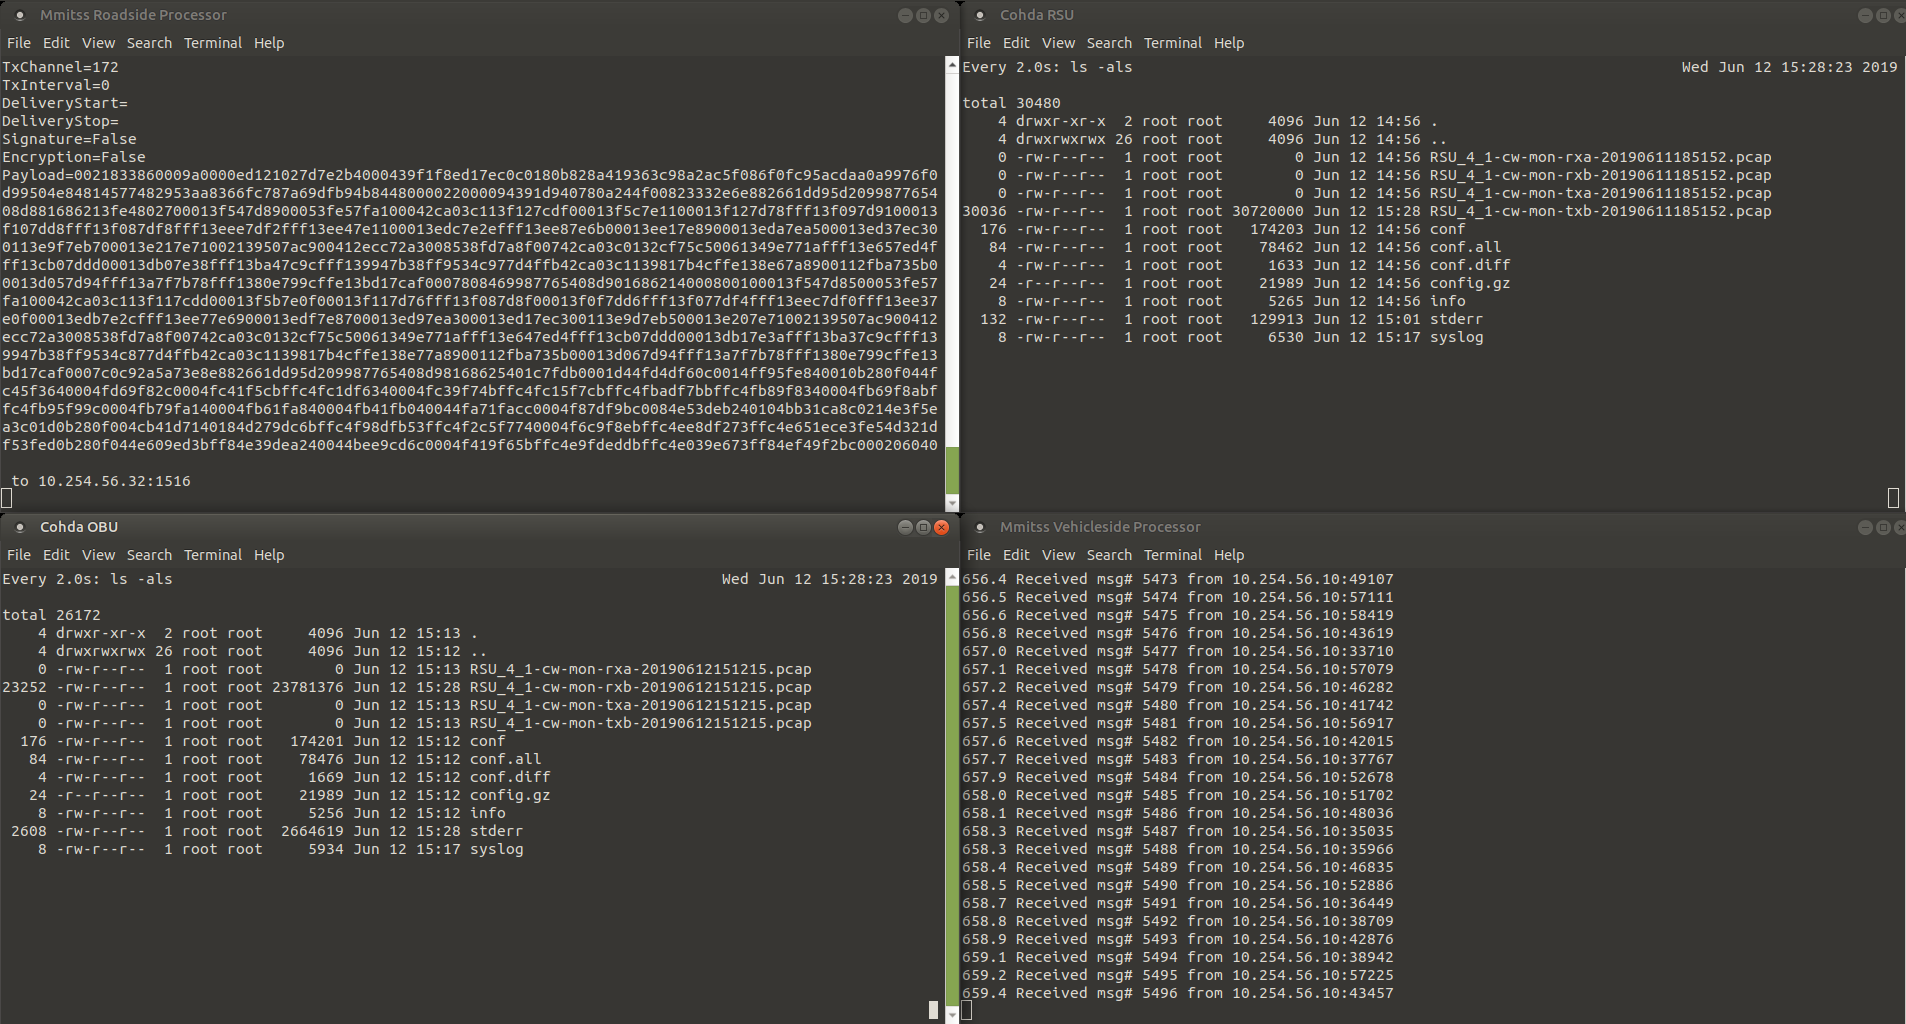 Mmitss Roadside Processor
File Edit View Search Terminal Help
TxChannel=172
TxInterval=0
DeliveryStart=
DeliveryStop=
Signature=False
Encryption=False
Payload=0021833860009a0000ed121027d7e2b4000439f1f8ed17ec0c0180b828a419363c98a2ac5f086f0fc95acdaa0a9976f0
d99504e84814577482953aa8366fc787a69dfb94b8448000022000094391d940780a244f00823332e6e882661dd95d2099877654
08d881686213fe4802700013f547d8900053fe57fa100042ca03c113f127cdf00013f5c7e1100013f127d78fff13f097d9100013
f107dd8fff13f087df8fff13eee7df2fff13ee47e1100013edc7e2efff13ee87e6b00013ee17e8900013eda7ea500013ed37ec30
0113e9f7eb700013e217e71002139507ac900412ecc72a3008538fd7a8f00742ca03c0132cf75c50061349e771afff13e657ed4f
ff13cb07ddd00013db07e38fff13ba47c9cfff139947b38ff9534c977d4ffb42ca03c1139817b4cffe138e67a8900112fba735b0
0013d057d94fff13a7f7b78fff1380e799cffe13bd17caf0007808469987765408d901686214000800100013f547d8500053fe57
fa100042ca03c113f117cdd00013f5b7e0f00013f117d76fff13f087d8f00013f0f7dd6fff13f077df4fff13eec7df0fff13ee37
e0f00013edb7e2cfff13ee77e6900013edf7e8700013ed97ea300013ed17ec300113e9d7eb500013e207e71002139507ac900412
ecc72a3008538fd7a8f00742ca03c0132cf75c50061349e771afff13e647ed4fff13cb07ddd00013db17e3afff13ba37c9cfff13
9947b38ff9534c877d4ffb42ca03c1139817b4cffe138e77a8900112fba735b00013d067d94fff13a7f7b78fff1380e799cffe13
bd17caf0007c0c92a5a73e8e882661dd95d209987765408d98168625401c7fdb0001d44fd4df60c0014ff95fe840010b280f044f
c45f3640004fd69f82c0004fc41f5cbffc4fc1df6340004fc39f74bffc4fc15f7cbffc4fbadf7bbffc4fb89f8340004fb69f8abf
fc4fb95f99c0004fb79fa140004fb61fa840004fb41fb040044fa71facc0004f87df9bc0084e53deb240104bb31ca8c0214e3f5e
a3c01d0b280f004cb41d7140184d279dc6bffc4f98dfb53ffc4f2c5f7740004f6c9f8ebffc4ee8df273ffc4e651ece3fe54d321d
f53fed0b280f044e609ed3bff84e39dea240044bee9cd6c0004f419f65bffc4e9fdeddbffc4e039e673ff84ef49f2bc000206040
to 10.254.56.32:1516
Cohda RSU
File Edit View Search Terminal Help
Every 2.0s: ls -als Wed Jun 12 15:28:23 2019
total 30480
4 drwxr-xr-x 2 root root 4096 Jun 12 14:56 .
4 drwxrwxrwx 26 root root 4096 Jun 12 14:56 ..
0 -rw-r--r-- 1 root root 0 Jun 12 14:56 RSU_4_1-cw-mon-rxa-20190611185152.pcap
0 -rw-r--r-- 1 root root 0 Jun 12 14:56 RSU_4_1-cw-mon-rxb-20190611185152.pcap
0 -rw-r--r-- 1 root root 0 Jun 12 14:56 RSU_4_1-cw-mon-txa-20190611185152.pcap
30036 -rw-r--r-- 1 root root 30720000 Jun 12 15:28 RSU_4_1-cw-mon-txb-20190611185152.pcap
176 -rw-r--r-- 1 root root 174203 Jun 12 14:56 conf
84 -rw-r--r-- 1 root root 78462 Jun 12 14:56 conf.all
4 -rw-r--r-- 1 root root 1633 Jun 12 14:56 conf.diff
24 -r--r--r-- 1 root root 21989 Jun 12 14:56 config.gz
8 -rw-r--r-- 1 root root 5265 Jun 12 14:56 info
132 -rw-r--r-- 1 root root 129913 Jun 12 15:01 stderr
8 -rw-r--r-- 1 root root 6530 Jun 12 15:17 syslog
Cohda OBU
File Edit View Search Terminal Help
Every 2.0s: ls -als Wed Jun 12 15:28:23 2019
total 26172
4 drwxr-xr-x 2 root root 4096 Jun 12 15:13 .
4 drwxrwxrwx 26 root root 4096 Jun 12 15:12 ..
0 -rw-r--r-- 1 root root 0 Jun 12 15:13 RSU_4_1-cw-mon-rxa-20190612151215.pcap
23252 -rw-r--r-- 1 root root 23781376 Jun 12 15:28 RSU_4_1-cw-mon-rxb-20190612151215.pcap
0 -rw-r--r-- 1 root root 0 Jun 12 15:13 RSU_4_1-cw-mon-txa-20190612151215.pcap
0 -rw-r--r-- 1 root root 0 Jun 12 15:13 RSU_4_1-cw-mon-txb-20190612151215.pcap
176 -rw-r--r-- 1 root root 174201 Jun 12 15:12 conf
84 -rw-r--r-- 1 root root 78476 Jun 12 15:12 conf.all
4 -rw-r--r-- 1 root root 1669 Jun 12 15:12 conf.diff
24 -r--r--r-- 1 root root 21989 Jun 12 15:12 config.gz
8 -rw-r--r-- 1 root root 5256 Jun 12 15:12 info
2608 -rw-r--r-- 1 root root 2664619 Jun 12 15:28 stderr
8 -rw-r--r-- 1 root root 5934 Jun 12 15:17 syslog
Mmitss Vehicleside Processor
File Edit View Search Terminal Help
656.4 Received msg# 5473 from 10.254.56.10:49107
656.5 Received msg# 5474 from 10.254.56.10:57111
656.6 Received msg# 5475 from 10.254.56.10:58419
656.8 Received msg# 5476 from 10.254.56.10:43619
657.0 Received msg# 5477 from 10.254.56.10:33710
657.1 Received msg# 5478 from 10.254.56.10:57079
657.2 Received msg# 5479 from 10.254.56.10:46282
657.4 Received msg# 5480 from 10.254.56.10:41742
657.5 Received msg# 5481 from 10.254.56.10:56917
657.6 Received msg# 5482 from 10.254.56.10:42015
657.7 Received msg# 5483 from 10.254.56.10:37767
657.9 Received msg# 5484 from 10.254.56.10:52678
658.0 Received msg# 5485 from 10.254.56.10:51702
658.1 Received msg# 5486 from 10.254.56.10:48036
658.3 Received msg# 5487 from 10.254.56.10:35035
658.3 Received msg# 5488 from 10.254.56.10:35966
658.4 Received msg# 5489 from 10.254.56.10:46835
658.5 Received msg# 5490 from 10.254.56.10:52886
658.7 Received msg# 5491 from 10.254.56.10:36449
658.8 Received msg# 5492 from 10.254.56.10:38709
658.9 Received msg# 5493 from 10.254.56.10:42876
659.1 Received msg# 5494 from 10.254.56.10:38942
659.2 Received msg# 5495 from 10.254.56.10:57225
659.4 Received msg# 5496 from 10.254.56.10:43457